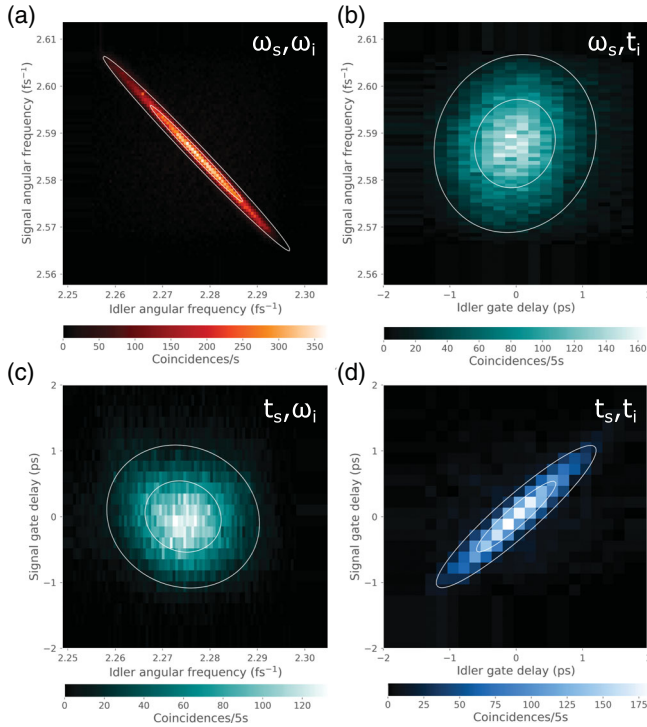 (a)
ω_s,ω_i
Signal angular frequency (fs⁻¹)
2.61
2.60
2.59
2.58
2.57
2.56
2.25 2.26 2.27 2.28 2.29 2.30
Idler angular frequency (fs⁻¹)
0 50 100 150 200 250 300 350
Coincidences/s
(b)
ω_s,t_i
Signal angular frequency (fs⁻¹)
2.61
2.60
2.59
2.58
2.57
2.56
−2 −1 0 1 2
Idler gate delay (ps)
0 20 40 60 80 100 120 140 160
Coincidences/5s
(c)
t_s,ω_i
Signal gate delay (ps)
2
1
0
−1
−2
2.25 2.26 2.27 2.28 2.29 2.30
Idler angular frequency (fs⁻¹)
0 20 40 60 80 100 120
Coincidences/5s
(d)
t_s,t_i
Signal gate delay (ps)
2
1
0
−1
−2
−2 −1 0 1 2
Idler gate delay (ps)
0 25 50 75 100 125 150 175
Coincidences/5s